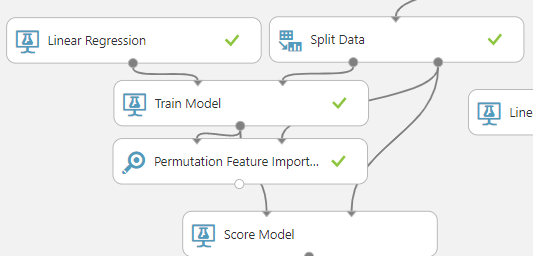 Linear Regression
Split Data
Train Model
Line
Permutation Feature Import...
Score Model